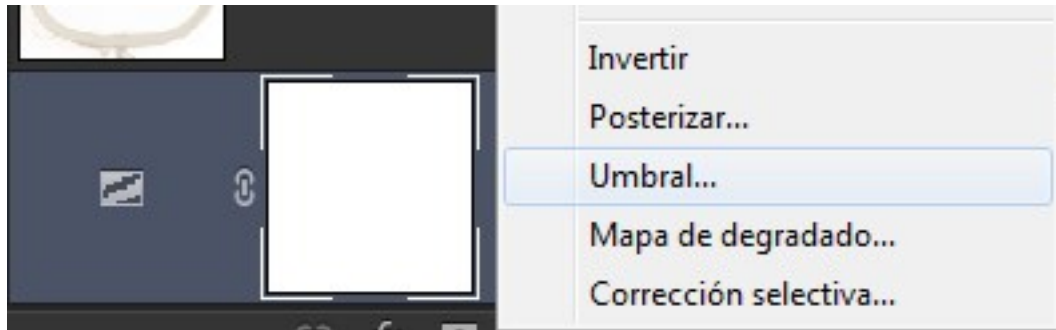 Invertir
Posterizar...
Umbral...
Mapa de degradado...
Corrección selectiva...